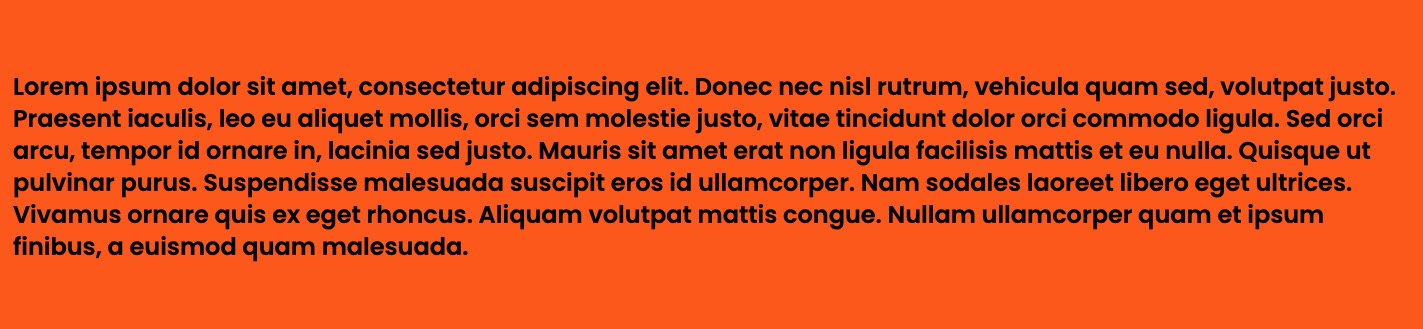 Lorem ipsum dolor sit amet, consectetur adipiscing elit. Donec nec nisl rutrum, vehicula quam sed, volutpat justo.
Praesent iaculis, leo eu aliquet mollis, orci sem molestie justo, vitae tincidunt dolor orci commodo ligula. Sed orci
arcu, tempor id ornare in, lacinia sed justo. Mauris sit amet erat non ligula facilisis mattis et eu nulla. Quisque ut
pulvinar purus. Suspendisse malesuada suscipit eros id ullamcorper. Nam sodales laoreet libero eget ultrices.
Vivamus ornare quis ex eget rhoncus. Aliquam volutpat mattis congue. Nullam ullamcorper quam et ipsum
finibus, a euismod quam malesuada.